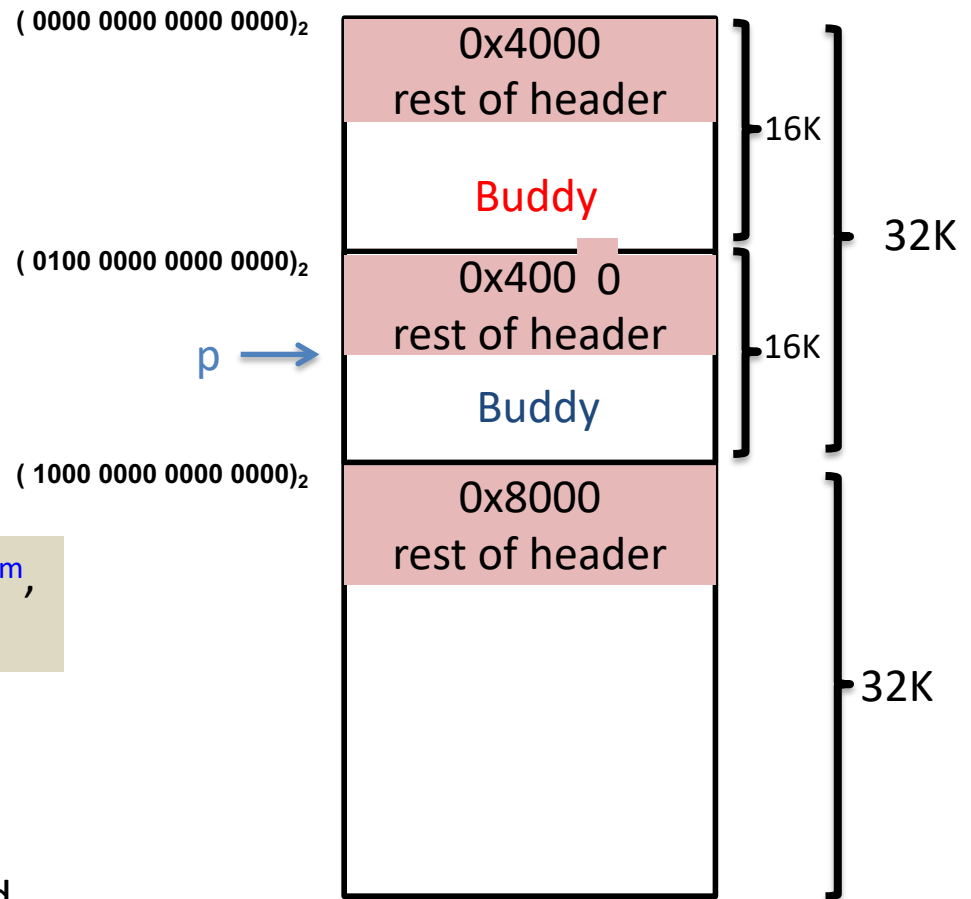 ( 0000 0000 0000 0000)₂
0x4000
rest of header
16K
Buddy
32K
( 0100 0000 0000 0000)₂
0x400 0
rest of header
16K
p
Buddy
( 1000 0000 0000 0000)₂
0x8000
rest of header
m,
32K